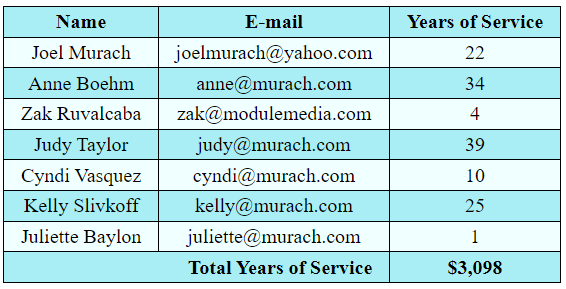 Name E-mail Years of Service
Joel Murach joelmurach@yahoo.com 22
Anne Boehm anne@murach.com 34
Zak Ruvalcaba zak@modulemedia.com 4
Judy Taylor judy@murach.com 39
Cyndi Vasquez cyndi@murach.com 10
Kelly Slivkoff kelly@murach.com 25
Juliette Baylon juliette@murach.com 1
Total Years of Service $3,098